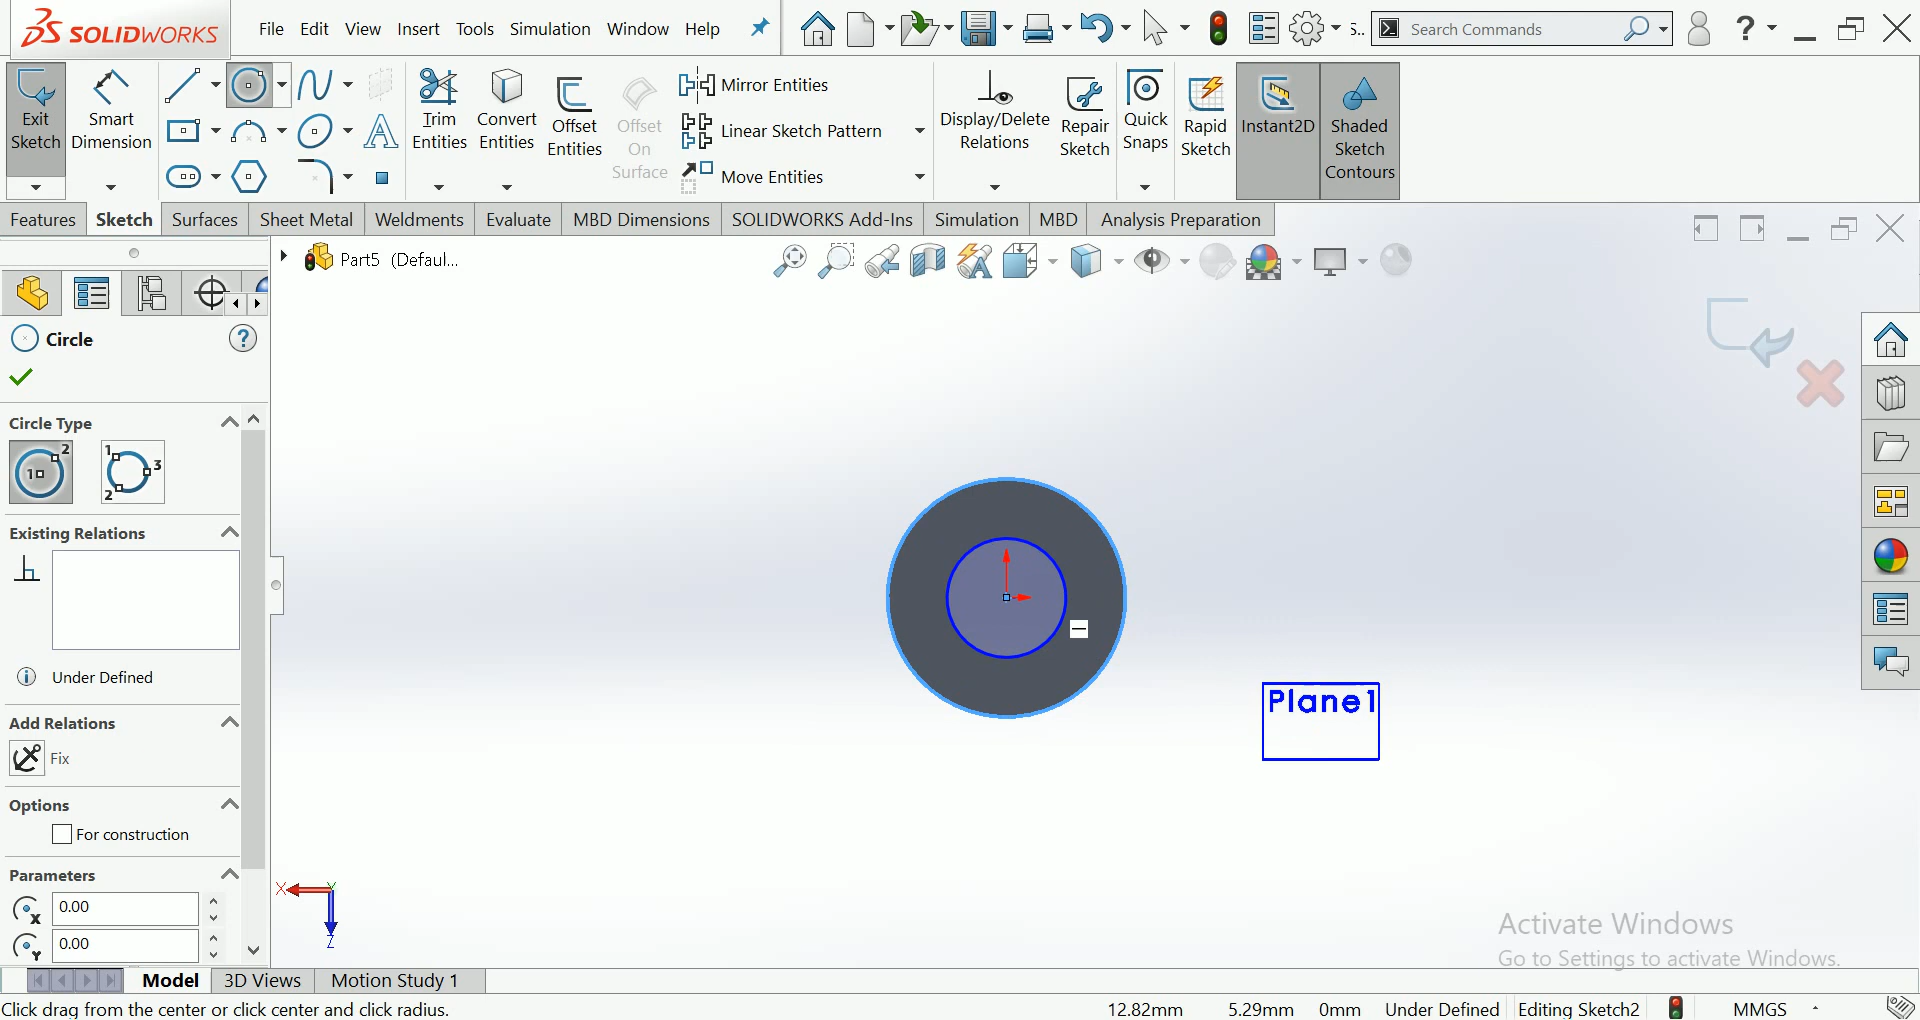 SOLIDWORKS File Edit View Insert Tools Simulation Window Help S... Search Commands ?
Exit Sketch
Smart Dimension
Trim Entities
Convert Entities
Offset Entities
Offset On Surface
Mirror Entities
Linear Sketch Pattern
Move Entities
Display/Delete Relations
Repair Sketch
Quick Snaps
Rapid Sketch
Instant2D
Shaded Sketch Contours
Features Sketch Surfaces Sheet Metal Weldments Evaluate MBD Dimensions SOLIDWORKS Add-Ins Simulation MBD Analysis Preparation
Part5 (Defaul...
Circle ?
Circle Type
1 2
1 2 3
Existing Relations
Under Defined
Add Relations
Fix
Options
For construction
Parameters
X 0.00
Y 0.00
Plane1
X Y
Z
Activate Windows
Go to Settings to activate Windows.
Model 3D Views Motion Study 1
Click drag from the center or click center and click radius. 12.82mm 5.29mm 0mm Under Defined Editing Sketch2 MMGS